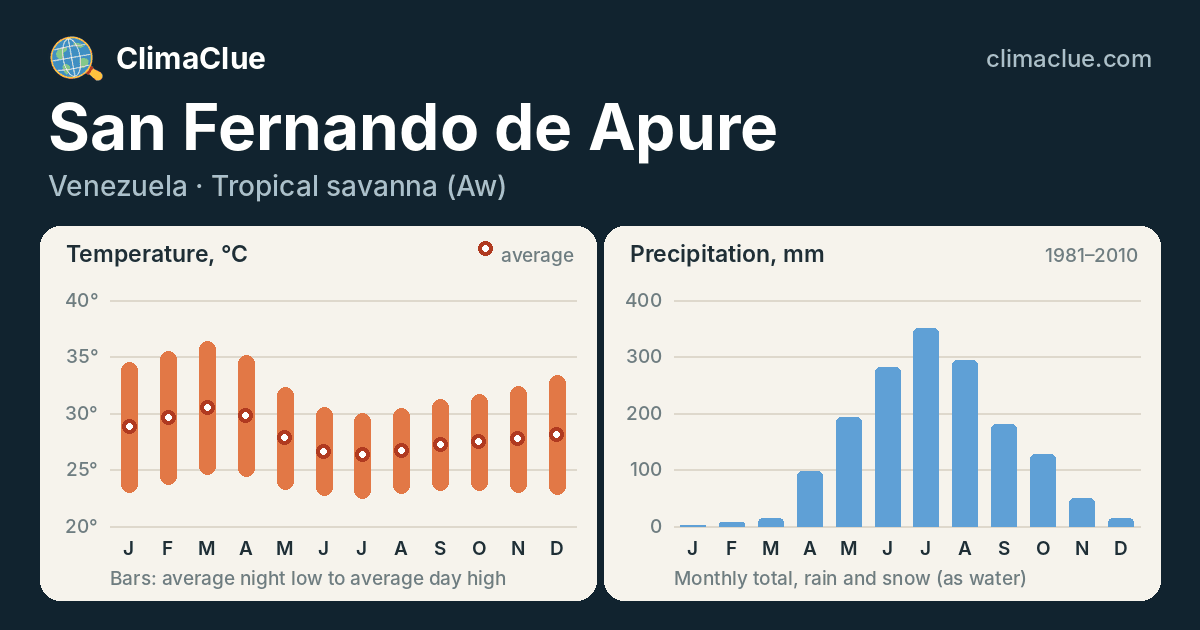 ClimaClue
climaclue.com
San Fernando de Apure
Venezuela · Tropical savanna (Aw)
Temperature, °C
average
40°
35°
30°
25°
20°
J F M A M J J A S O N D
Bars: average night low to average day high
Precipitation, mm
1981–2010
400
300
200
100
0
J F M A M J J A S O N D
Monthly total, rain and snow (as water)